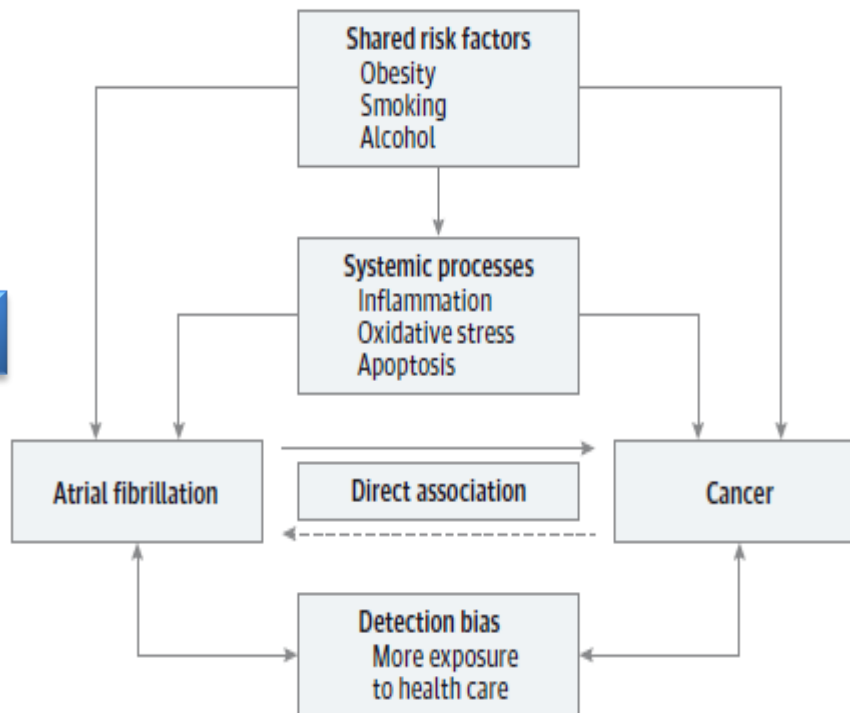 Shared risk factors
Obesity
Smoking
Alcohol
Systemic processes
Inflammation
Oxidative stress
Apoptosis
Atrial fibrillation
Direct association
Cancer
Detection bias
More exposure
to health care